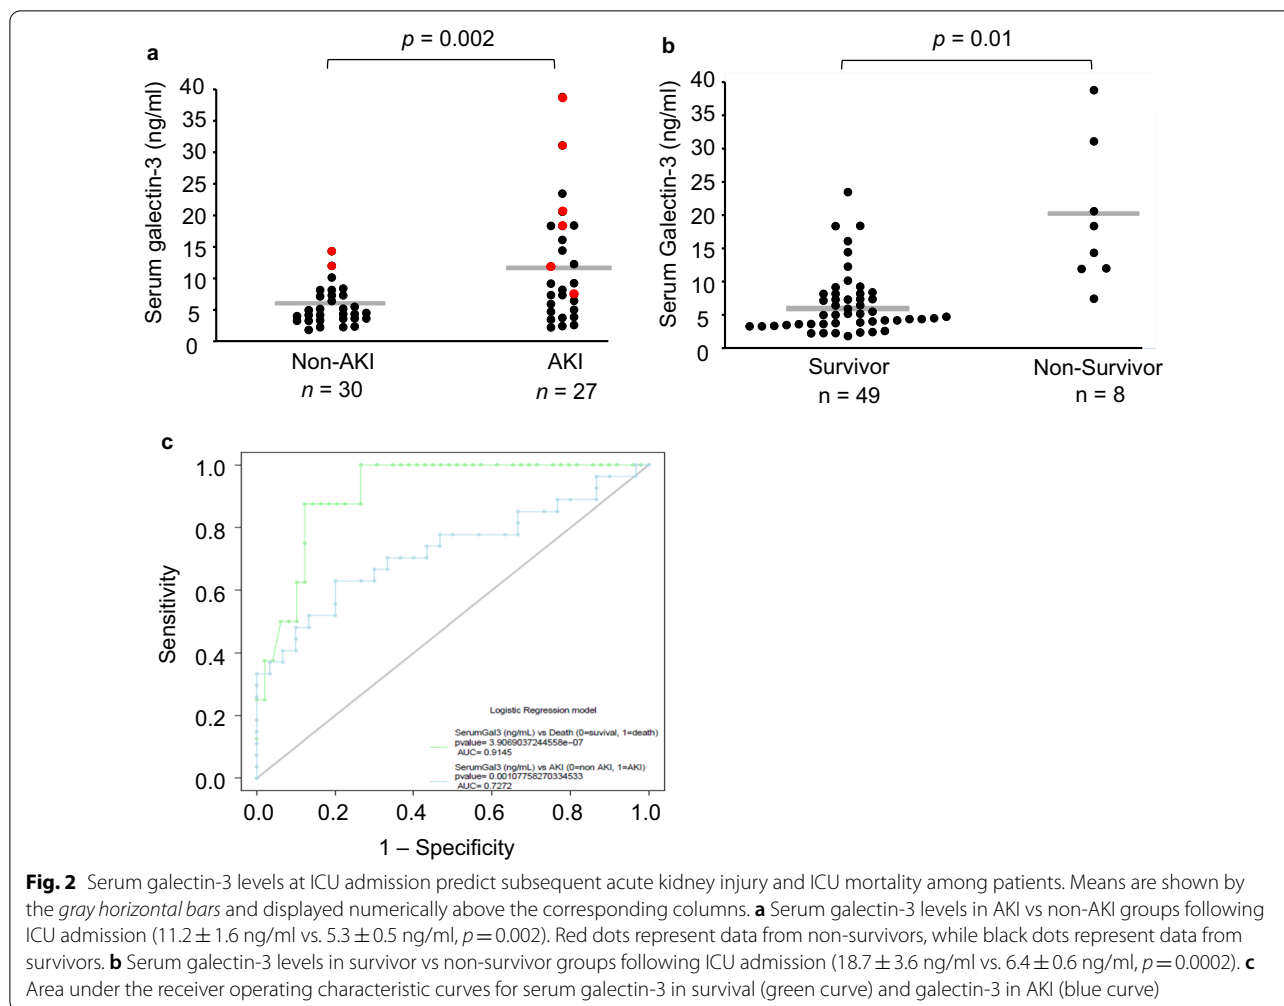 a
p = 0.002
Serum galectin-3 (ng/ml)
40
35
30
25
20
15
10
5
0
Non-AKI
AKI
n = 30
n = 27
b
p = 0.01
Serum Galectin-3 (ng/ml)
40
35
30
25
20
15
10
5
0
Survivor
Non-Survivor
n = 49
n = 8
c
Sensitivity
1.0
0.8
0.6
0.4
0.2
0.0
Logistic Regression model
SerumGal3 (ng/mL) vs Death (0=suvival, 1=death)
pvalue= 3.9069037244558e−07
AUC= 0.9145
SerumGal3 (ng/mL) vs AKI (0=non AKI, 1=AKI)
pvalue= 0.00107758270334533
AUC= 0.7272
0.0 0.2 0.4 0.6 0.8 1.0
1 – Specificity
Fig. 2 Serum galectin-3 levels at ICU admission predict subsequent acute kidney injury and ICU mortality among patients. Means are shown by
the gray horizontal bars and displayed numerically above the corresponding columns. a Serum galectin-3 levels in AKI vs non-AKI groups following
ICU admission (11.2 ± 1.6 ng/ml vs. 5.3 ± 0.5 ng/ml, p = 0.002). Red dots represent data from non-survivors, while black dots represent data from
survivors. b Serum galectin-3 levels in survivor vs non-survivor groups following ICU admission (18.7 ± 3.6 ng/ml vs. 6.4 ± 0.6 ng/ml, p = 0.0002). c
Area under the receiver operating characteristic curves for serum galectin-3 in survival (green curve) and galectin-3 in AKI (blue curve)